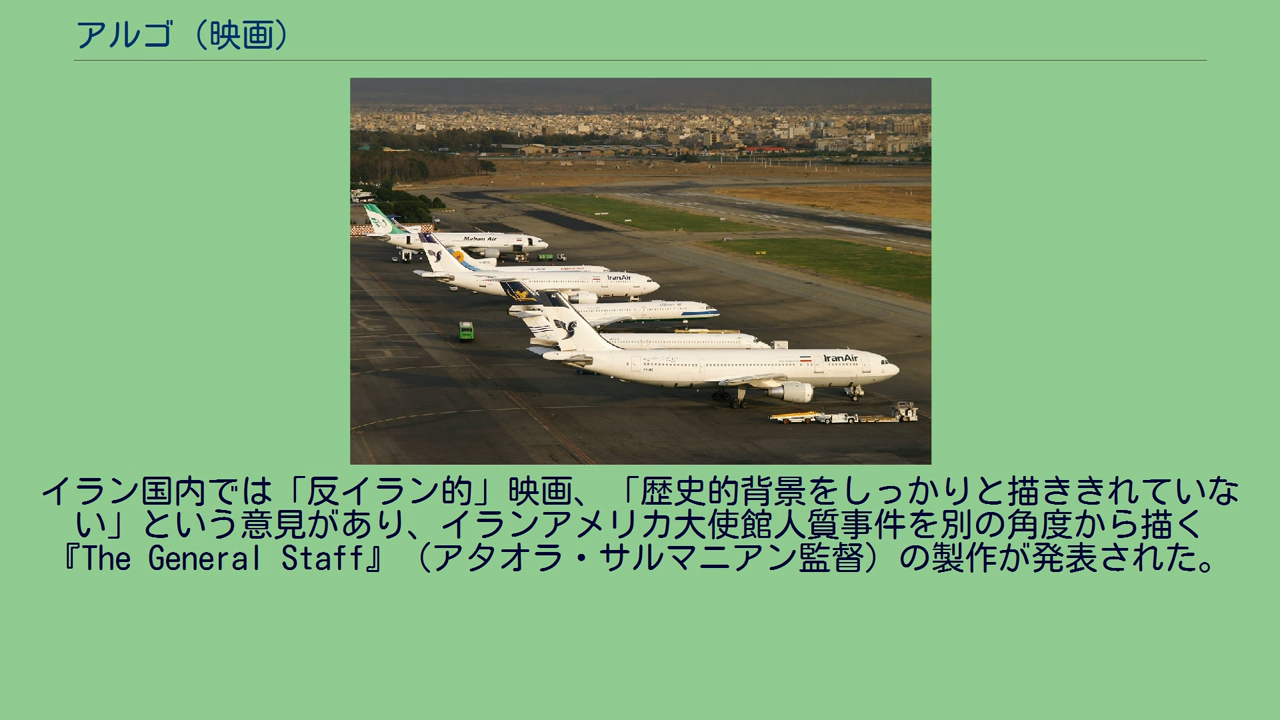 アルゴ（映画）
Mahan Air
IranAir
IranAir
イラン国内では「反イラン的」映画、「歴史的背景をしっかりと描ききれていな
い」という意見があり、イランアメリカ大使館人質事件を別の角度から描く
『The General Staff』（アタオラ・サルマニアン監督）の製作が発表された。